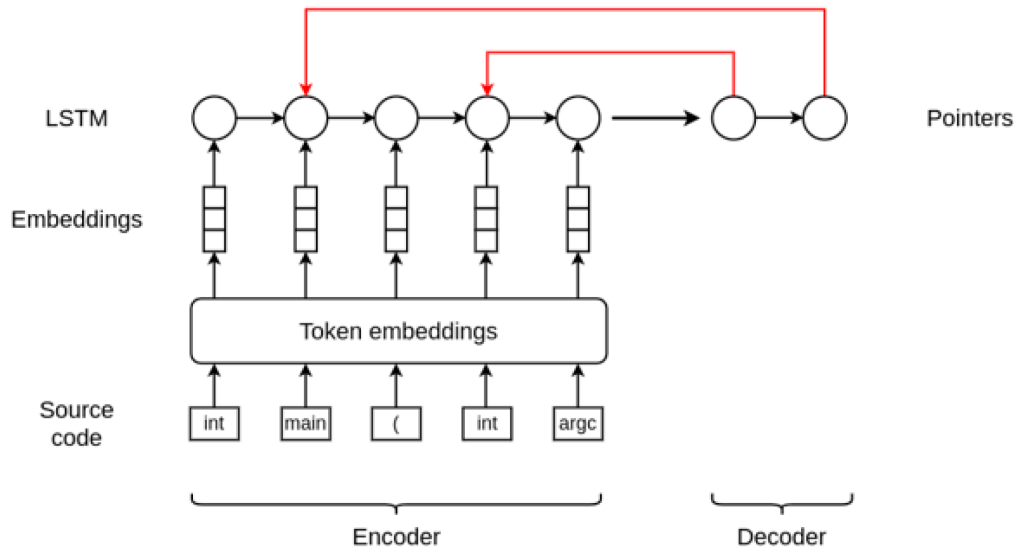 LSTM
Pointers
Embeddings
Token embeddings
Source
code
int
main
(
int
argc
Encoder
Decoder